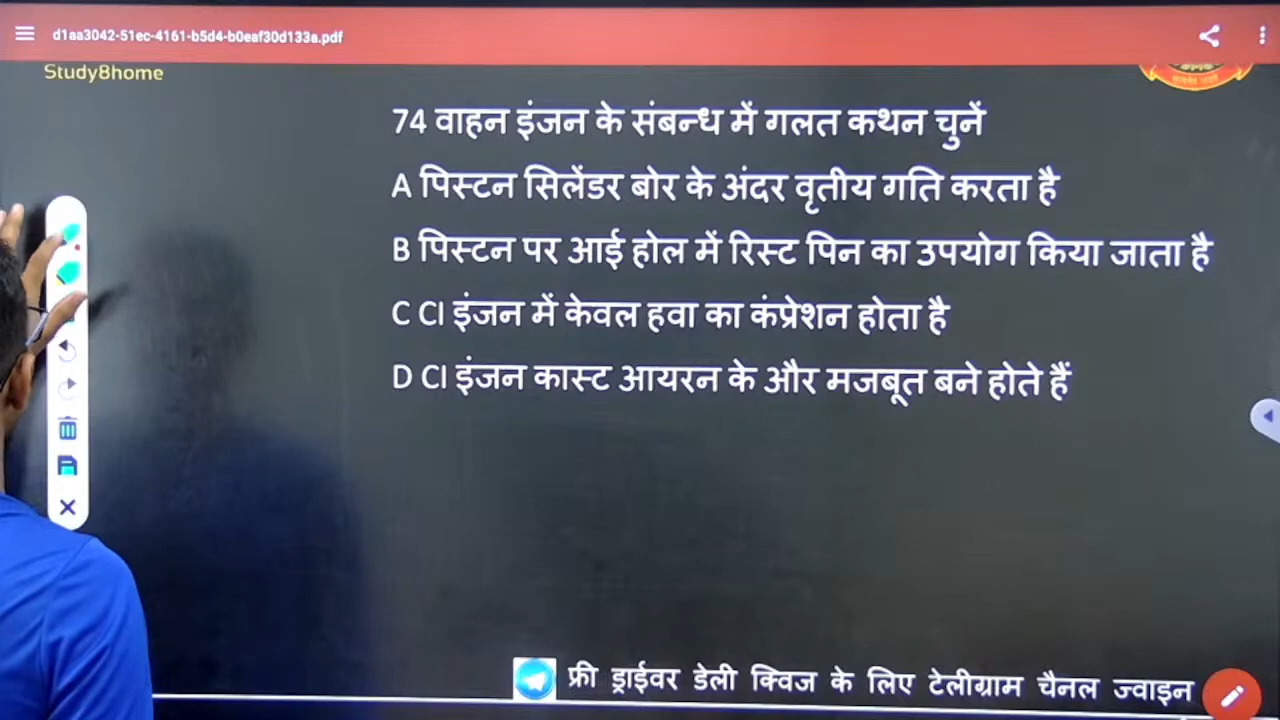 d1aa3042-51ec-4161-b5d4-b0eaf30d133a.pdf
Study8home
74 वाहन इंजन के संबन्ध में गलत कथन चुनें
A पिस्टन सिलेंडर बोर के अंदर वृतीय गति करता है
B पिस्टन पर आई होल में रिस्ट पिन का उपयोग किया जाता है
C CI इंजन में केवल हवा का कंप्रेशन होता है
D CI इंजन कास्ट आयरन के और मजबूत बने होते हैं
फ्री ड्राईवर डेली क्विज के लिए टेलीग्राम चैनल ज्वाइन